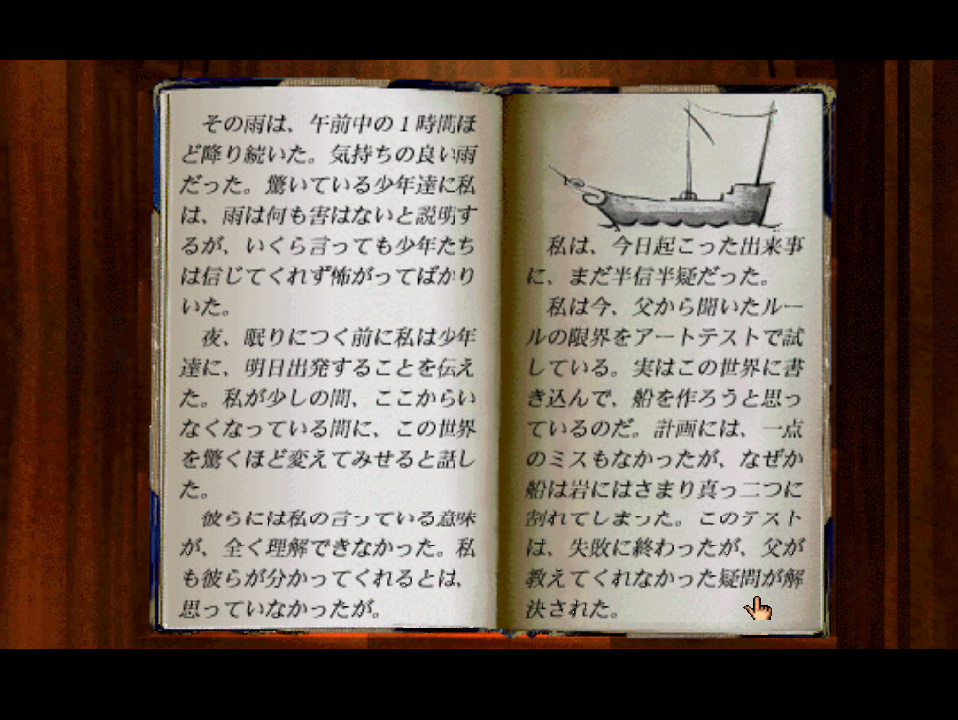 その雨は、午前中の１時間ほ
ど降り続いた。気持ちの良い雨
だった。驚いている少年達に私
は、雨は何も害はないと説明す
るが、いくら言っても少年たち
は信じてくれず怖がってばかり
いた。
夜、眠りにつく前に私は少年
達に、明日出発することを伝え
た。私が少しの間、ここからい
なくなっている間に、この世界
を驚くほど変えてみせると話し
た。
彼らには私の言っている意味
が、全く理解できなかった。私
も彼らが分かってくれるとは、
思っていなかったが。
私は、今日起こった出来事
に、まだ半信半疑だった。
私は今、父から聞いたルー
ルの限界をアートテストで試
している。実はこの世界に書
き込んで、船を作ろうと思っ
ているのだ。計画には、一点
のミスもなかったが、なぜか
船は岩にはさまり真っ二つに
割れてしまった。このテスト
は、失敗に終わったが、父が
教えてくれなかった疑問が解
決された。